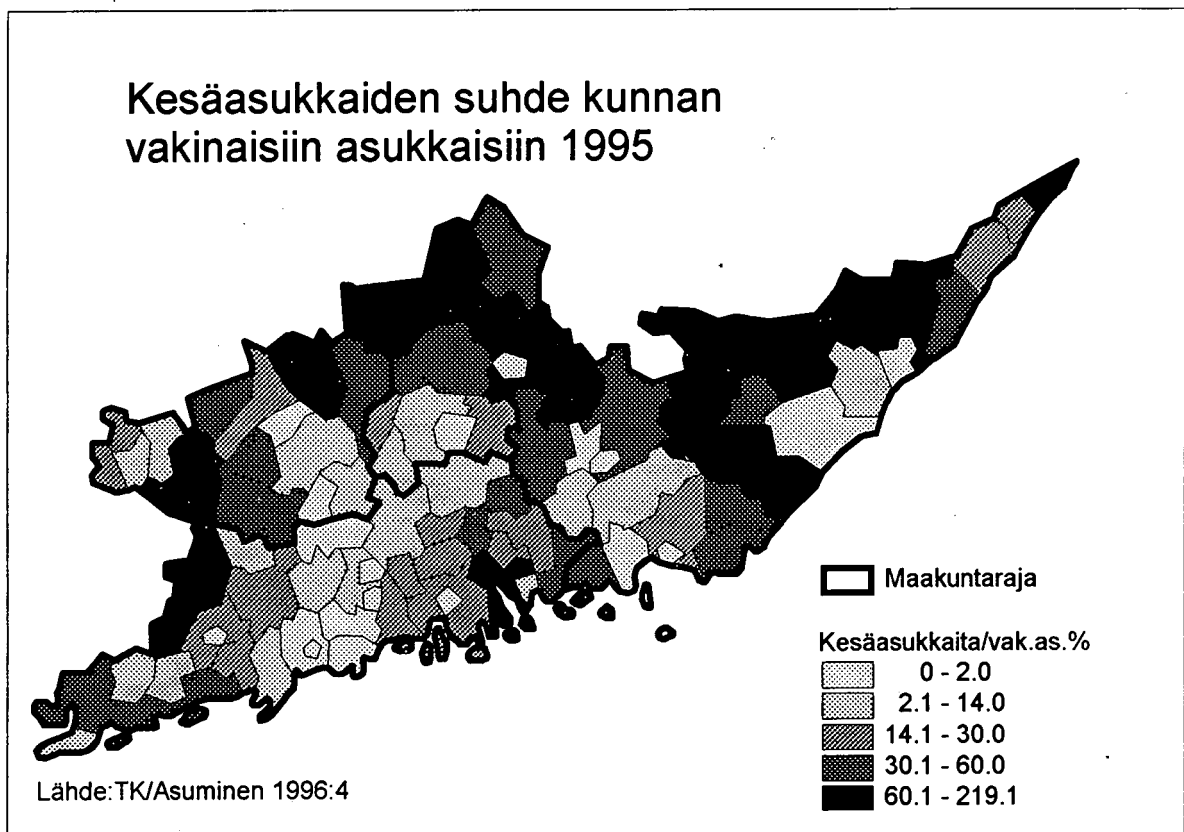 Kesäasukkaiden suhde kunnan
vakinaisiin asukkaisiin 1995
Maakuntaraja
Kesäasukkaita/vak.as.%
0 - 2.0
2.1 - 14.0
14.1 - 30.0
30.1 - 60.0
60.1 - 219.1
Lähde:TK/Asuminen 1996:4